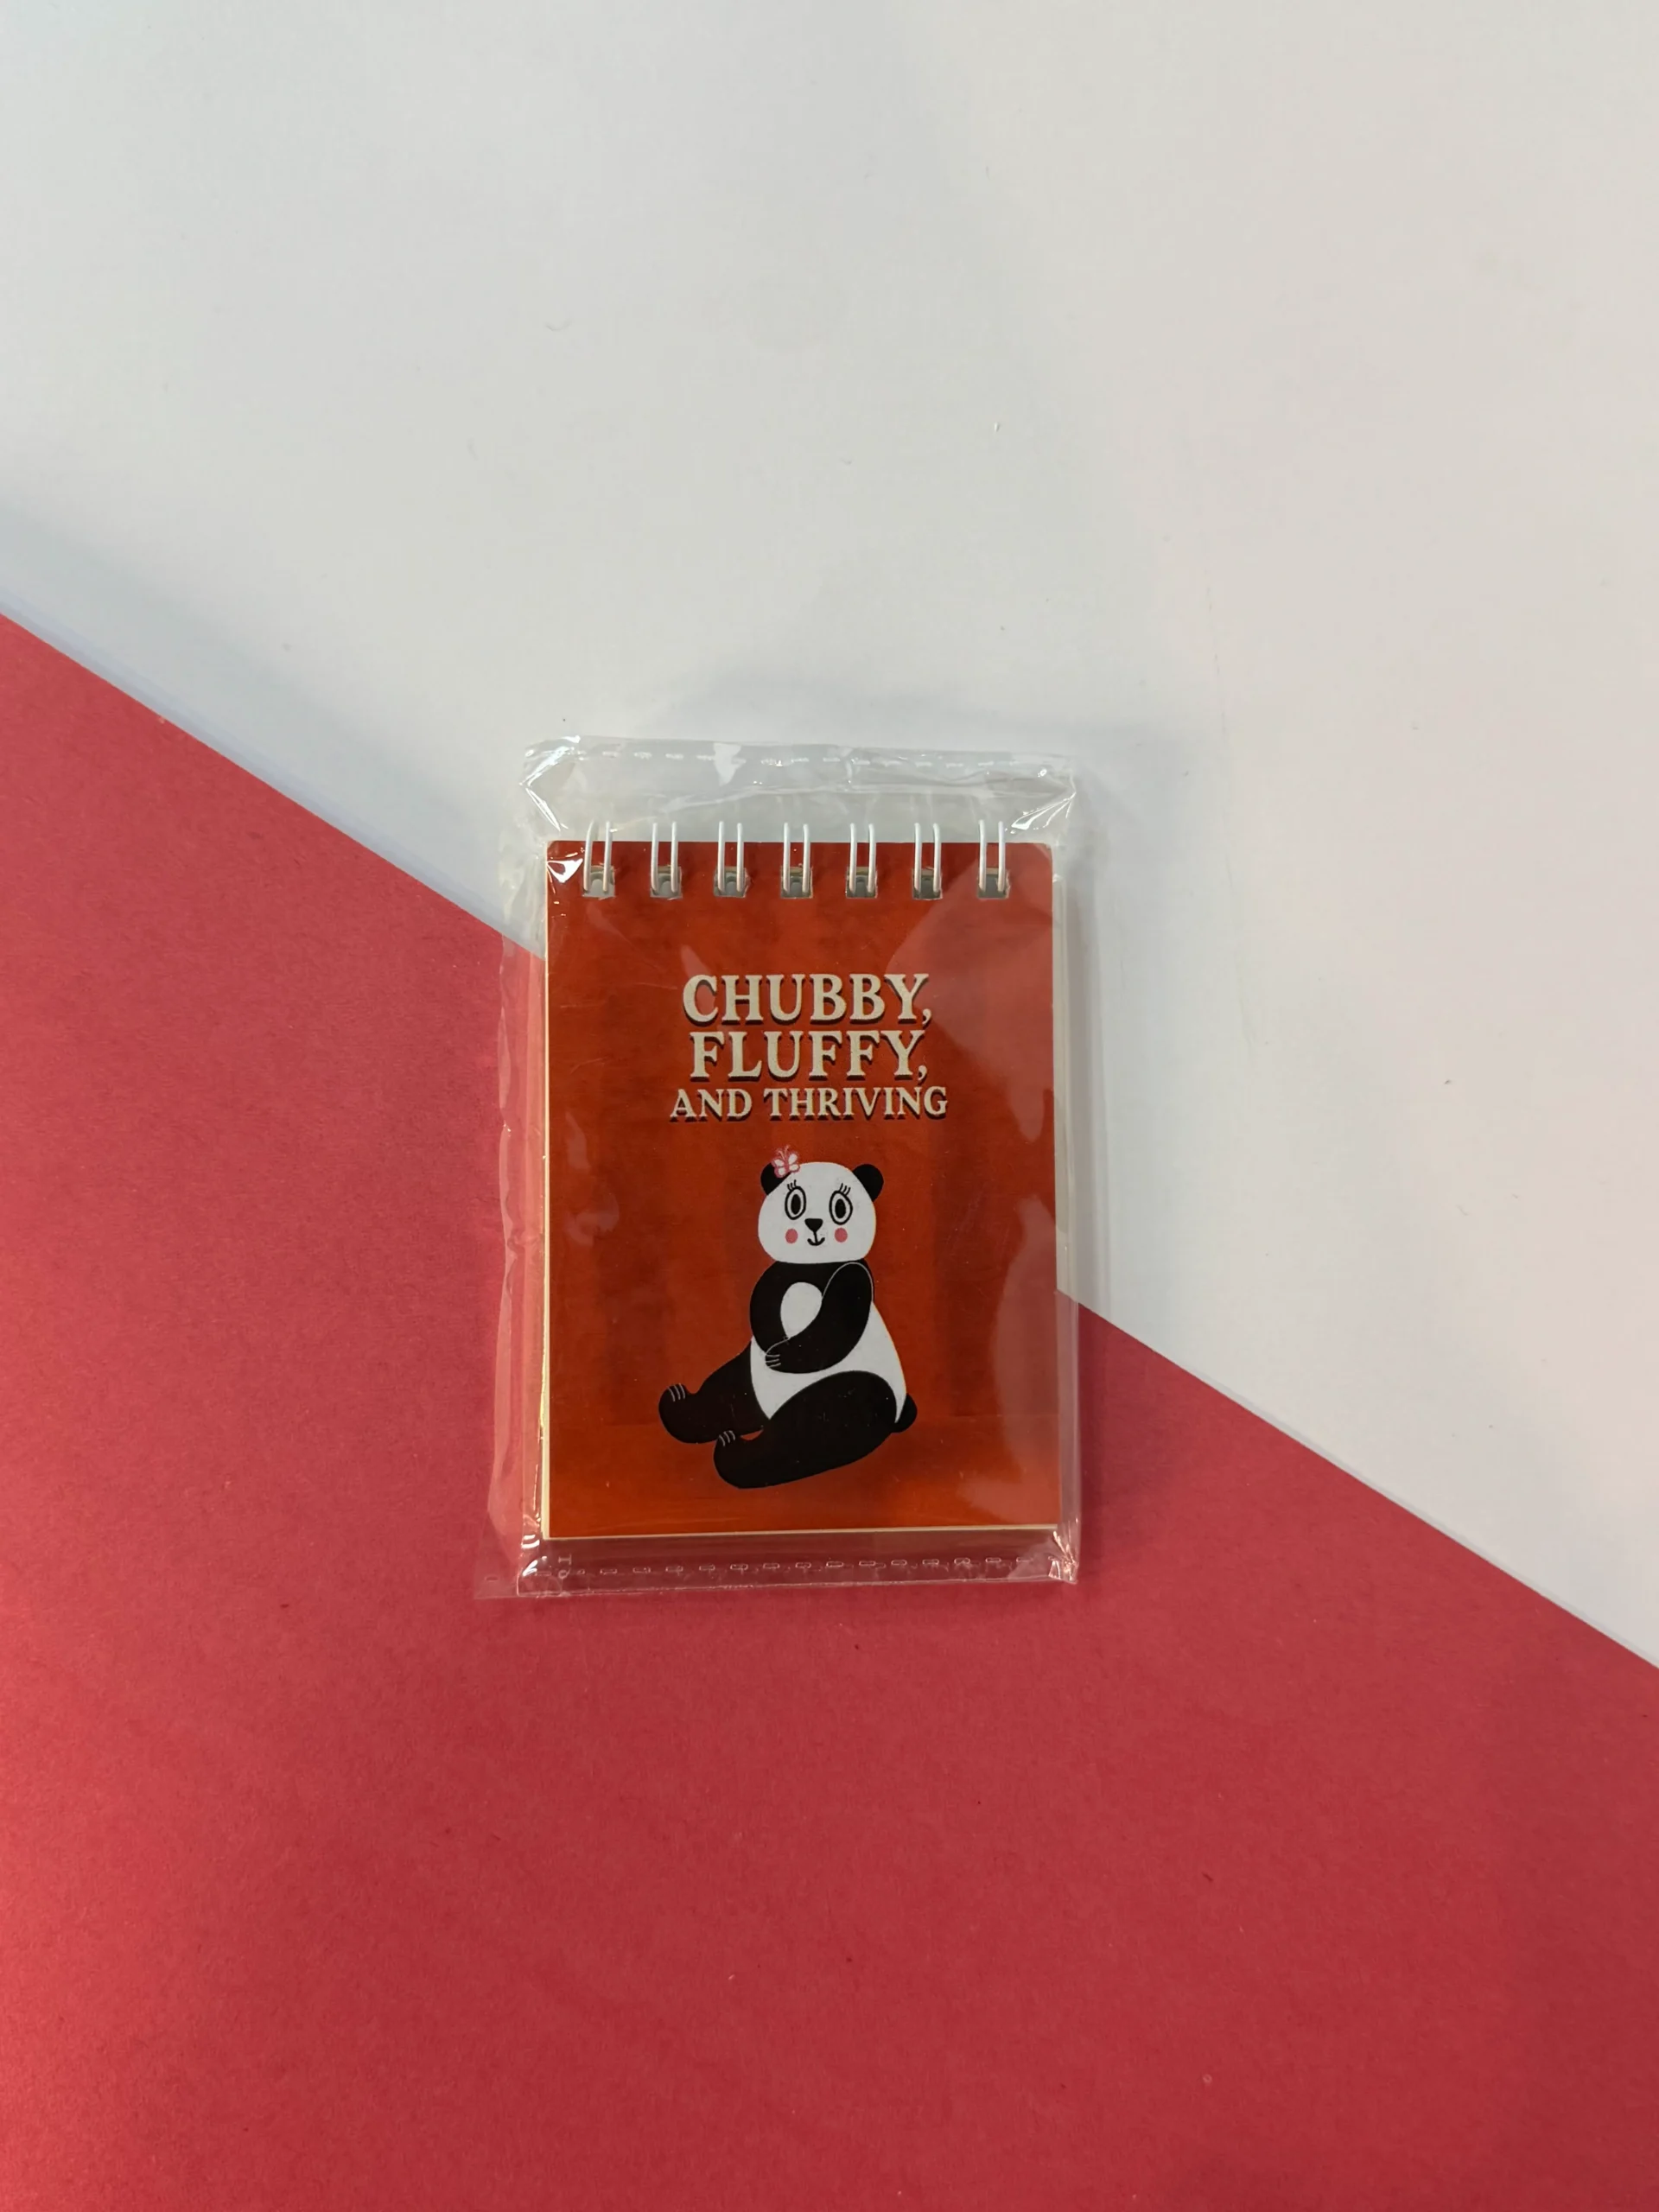 CHUBBY,
FLUFFY,
AND THRIVING